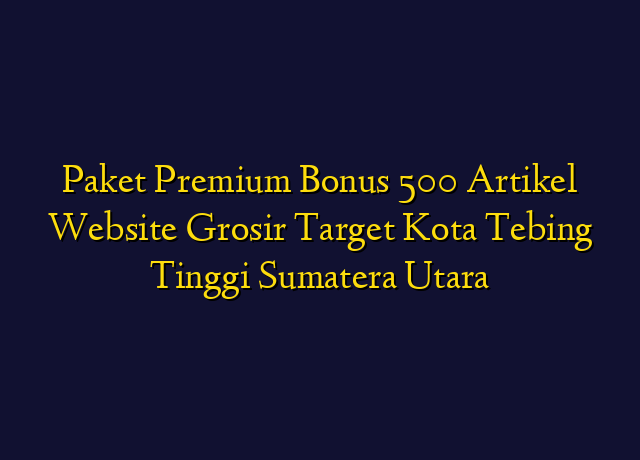 Paket Premium Bonus 500 Artikel
Website Grosir Target Kota Tebing
Tinggi Sumatera Utara